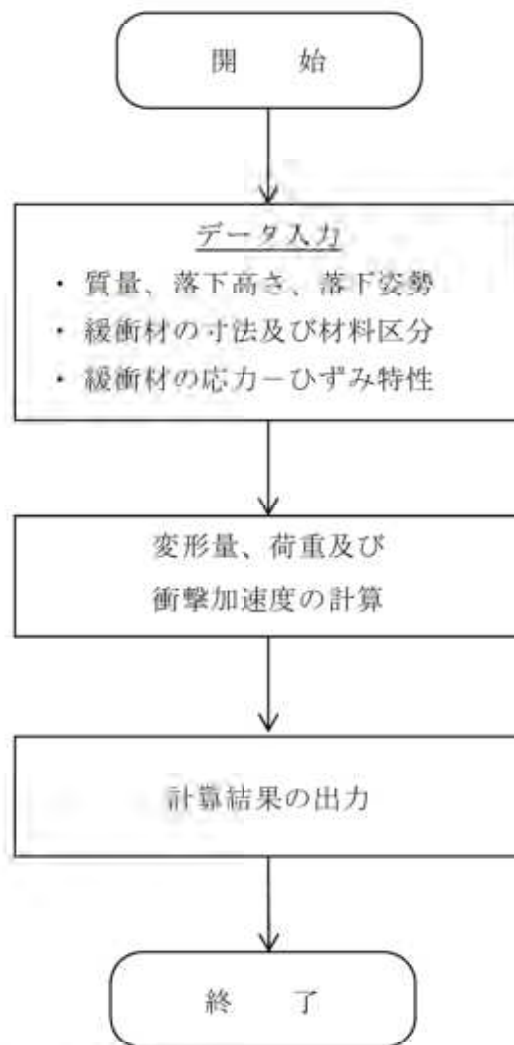 開 始
データ入力
・ 質量、落下高さ、落下姿勢
・ 緩衝材の寸法及び材料区分
・ 緩衝材の応力－ひずみ特性
変形量、荷重及び
衝撃加速度の計算
計算結果の出力
終 了